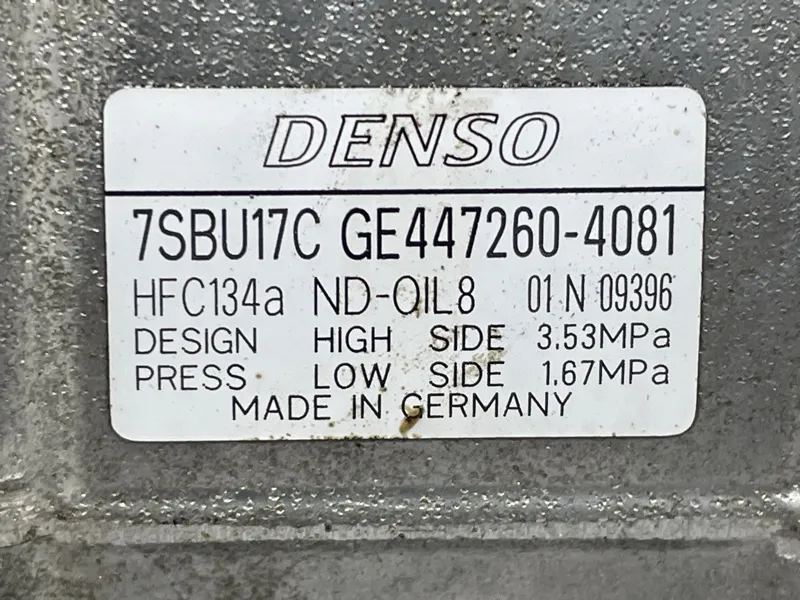 DENSO
7SBU17C GE447260-4081
HFC134a ND-OIL8 01 N 09396
DESIGN HIGH SIDE 3.53MPa
PRESS LOW SIDE 1.67MPa
MADE IN GERMANY